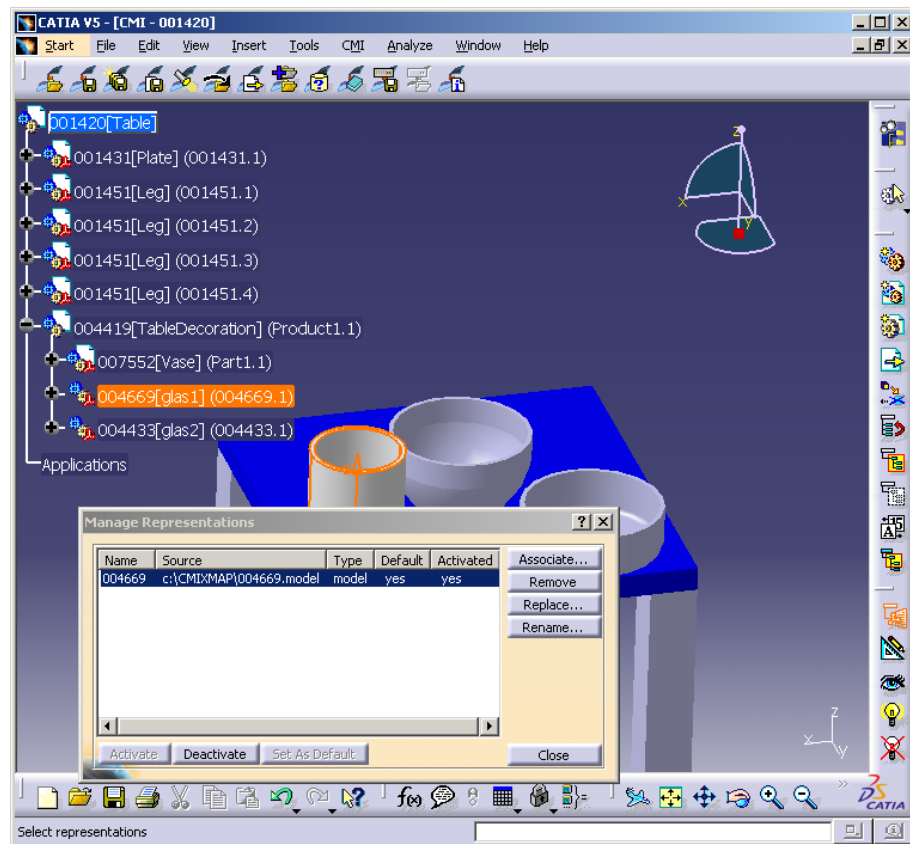 CATIA V5 - [CMI - 001420]
Start File Edit View Insert Tools CMI Analyze Window Help
001420[Table]
001431[Plate] (001431.1)
001451[Leg] (001451.1)
001451[Leg] (001451.2)
001451[Leg] (001451.3)
001451[Leg] (001451.4)
004419[TableDecoration] (Product1.1)
007552[Vase] (Part1.1)
004669[glas1] (004669.1)
004433[glas2] (004433.1)
Applications
z
x
y
Manage Representations
Name Source Type Default Activated
004669 c:\CMIXMAP\004669.model model yes yes
Associate...
Remove
Replace...
Rename...
Activate Deactivate Set As Default Close
z
x
y
f(x)
CATIA
Select representations